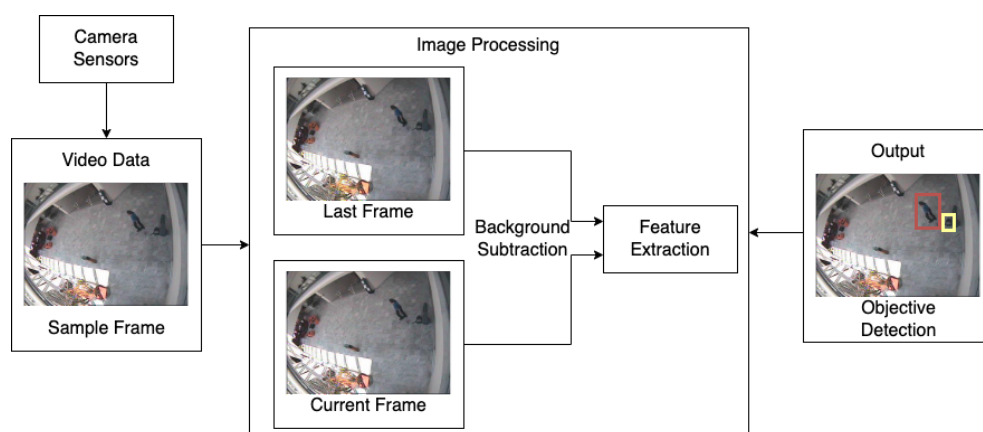 Camera
Sensors
Video Data
Sample Frame
Image Processing
Last Frame
Background
Subtraction
Current Frame
Feature
Extraction
Output
Objective
Detection